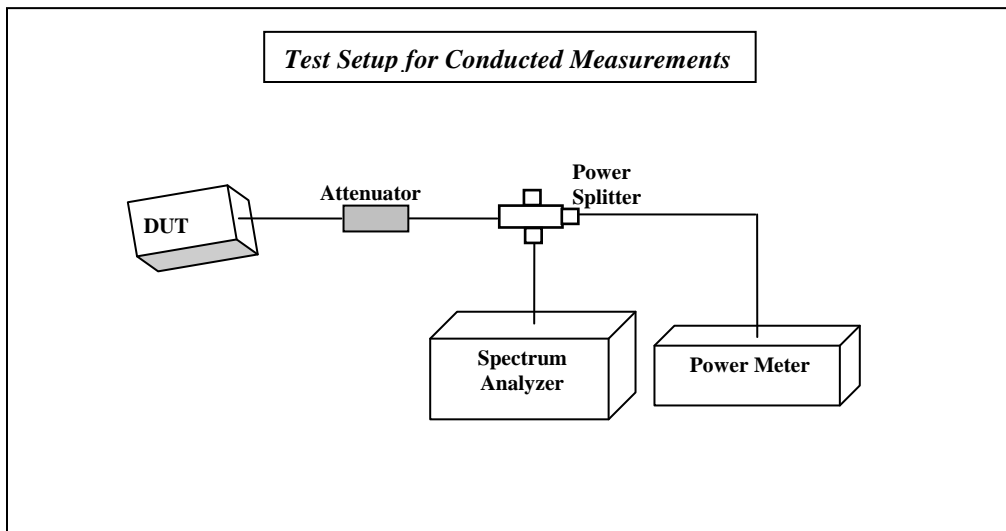 Test Setup for Conducted Measurements
Power
Splitter
Attenuator
DUT
Spectrum
Analyzer
Power Meter